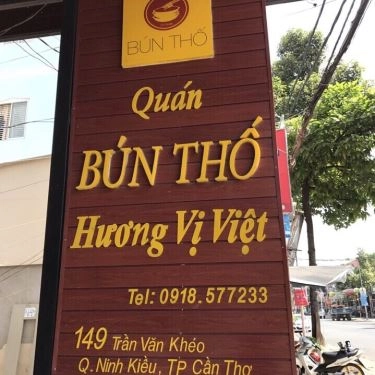 BÚN THỐ
Quán
BÚN THỐ
Hương Vị Việt
Tel: 0918.577233
149 Trần Văn Khéo
Q. Ninh Kiều, TP Cần Thơ